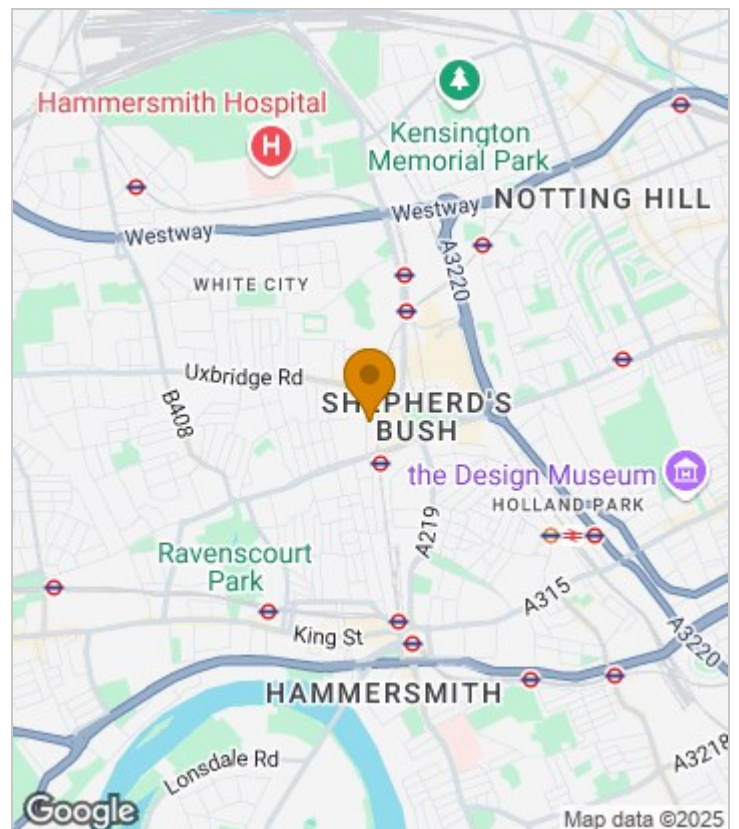 Hammersmith Hospital
H
Kensington
Memorial Park
Westway
NOTTING HILL
Westway
A3220
WHITE CITY
Uxbridge Rd
B408
SHEPHERD'S
BUSH
the Design Museum
HOLLAND PARK
A219
Ravenscourt
Park
A315
King St
A3220
HAMMERSMITH
Lonsdale Rd
A3218
Google
Map data ©2025